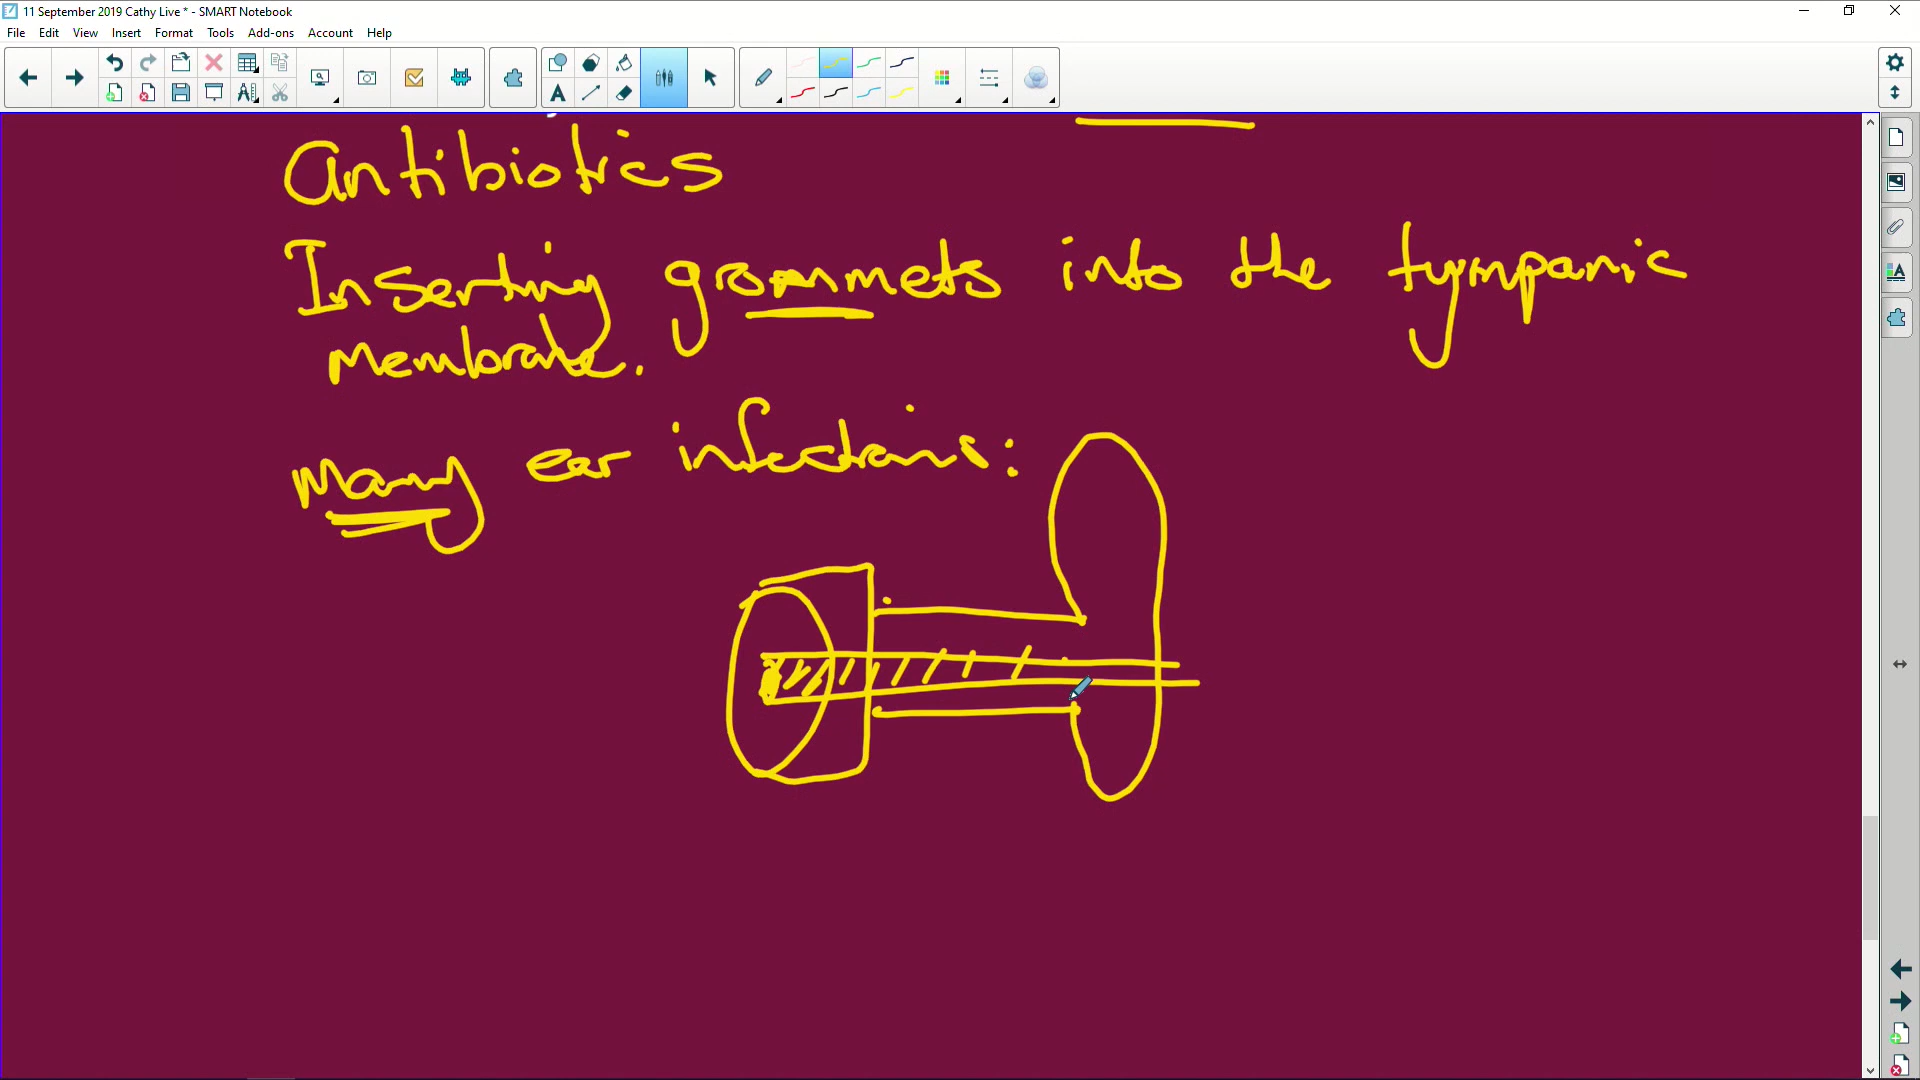 11 September 2019 Cathy Live * - SMART Notebook
File Edit View Insert Format Tools Add-ons Account Help
Antibiotics
Inserting grommets into the tympanic
membrane.
Many ear infections: